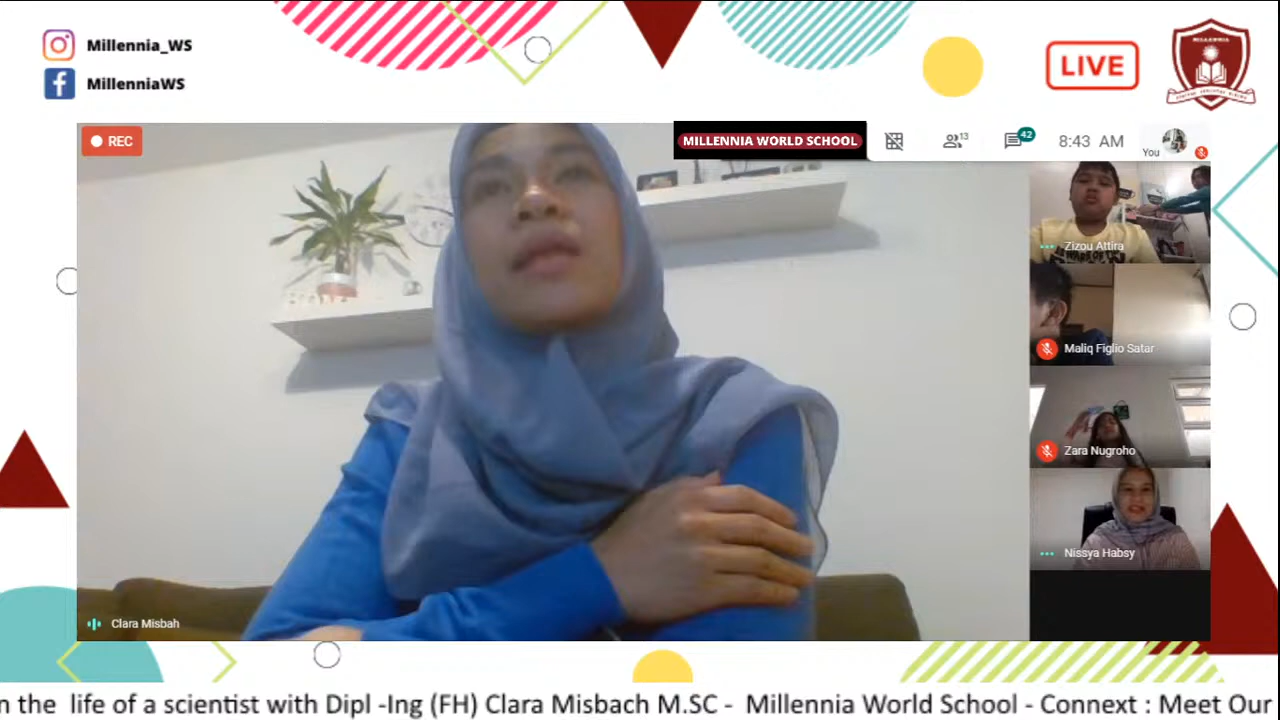 Millennia_WS
MillenniaWS
LIVE
MILLENNIA
REC
MILLENNIA WORLD SCHOOL
13
42
8:43 AM
You
Zizou Attira
Maliq Figlio Satar
Zara Nugroho
Nissya Habsy
Clara Misbah
n the life of a scientist with Dipl -Ing (FH) Clara Misbach M.SC - Millennia World School - Connext : Meet Our